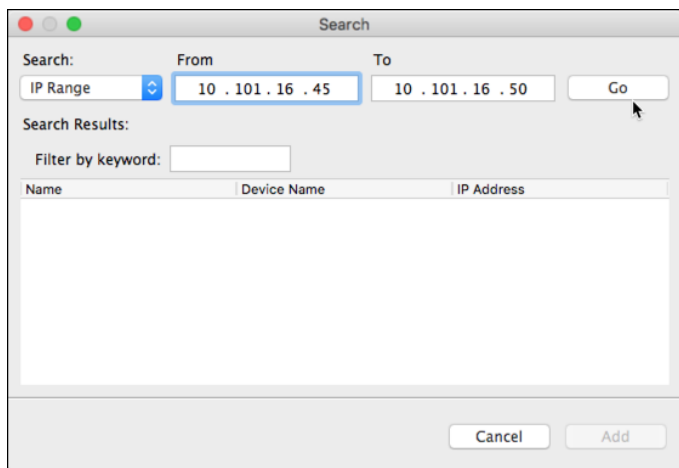 Search
Search: From To
IP Range 10 . 101 . 16 . 45 10 . 101 . 16 . 50 Go
Search Results:
Filter by keyword:
Name Device Name IP Address
Cancel Add